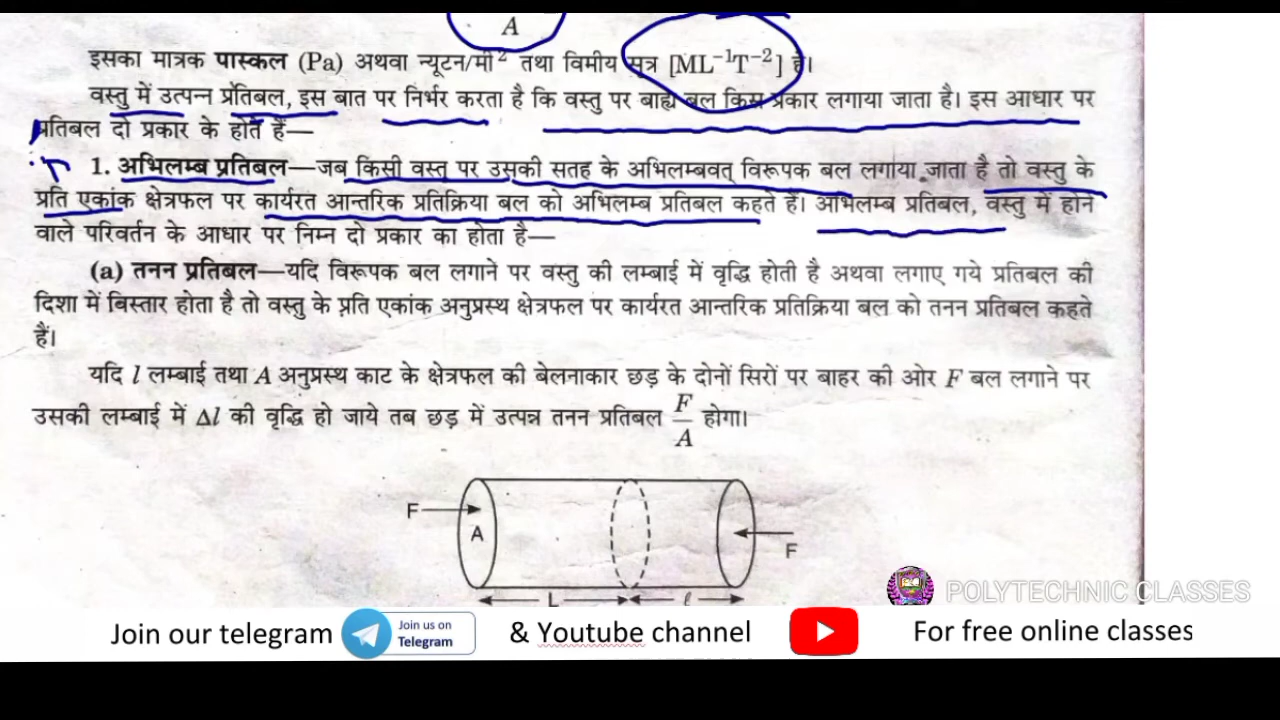 A
इसका मात्रक पास्कल (Pa) अथवा न्यूटन/मी² तथा विमीय सूत्र [ML⁻¹T⁻²] है।
वस्तु में उत्पन्न प्रतिबल, इस बात पर निर्भर करता है कि वस्तु पर बाह्य बल किस प्रकार लगाया जाता है। इस आधार पर
प्रतिबल दो प्रकार के होते हैं—
1. अभिलम्ब प्रतिबल—जब किसी वस्तु पर उसकी सतह के अभिलम्बवत् विरूपक बल लगाया जाता है तो वस्तु के
प्रति एकांक क्षेत्रफल पर कार्यरत आन्तरिक प्रतिक्रिया बल को अभिलम्ब प्रतिबल कहते हैं। अभिलम्ब प्रतिबल, वस्तु में होने
वाले परिवर्तन के आधार पर निम्न दो प्रकार का होता है—
(a) तनन प्रतिबल—यदि विरूपक बल लगाने पर वस्तु की लम्बाई में वृद्धि होती है अथवा लगाए गये प्रतिबल की
दिशा में बिस्तार होता है तो वस्तु के प्रति एकांक अनुप्रस्थ क्षेत्रफल पर कार्यरत आन्तरिक प्रतिक्रिया बल को तनन प्रतिबल कहते
हैं।
यदि l लम्बाई तथा A अनुप्रस्थ काट के क्षेत्रफल की बेलनाकार छड़ के दोनों सिरों पर बाहर की ओर F बल लगाने पर
उसकी लम्बाई में Δl की वृद्धि हो जाये तब छड़ में उत्पन्न तनन प्रतिबल F/A होगा।
F
A
F
L
l
POLYTECHNIC CLASSES
Join our telegram
Join us on
Telegram
& Youtube channel
For free online classes